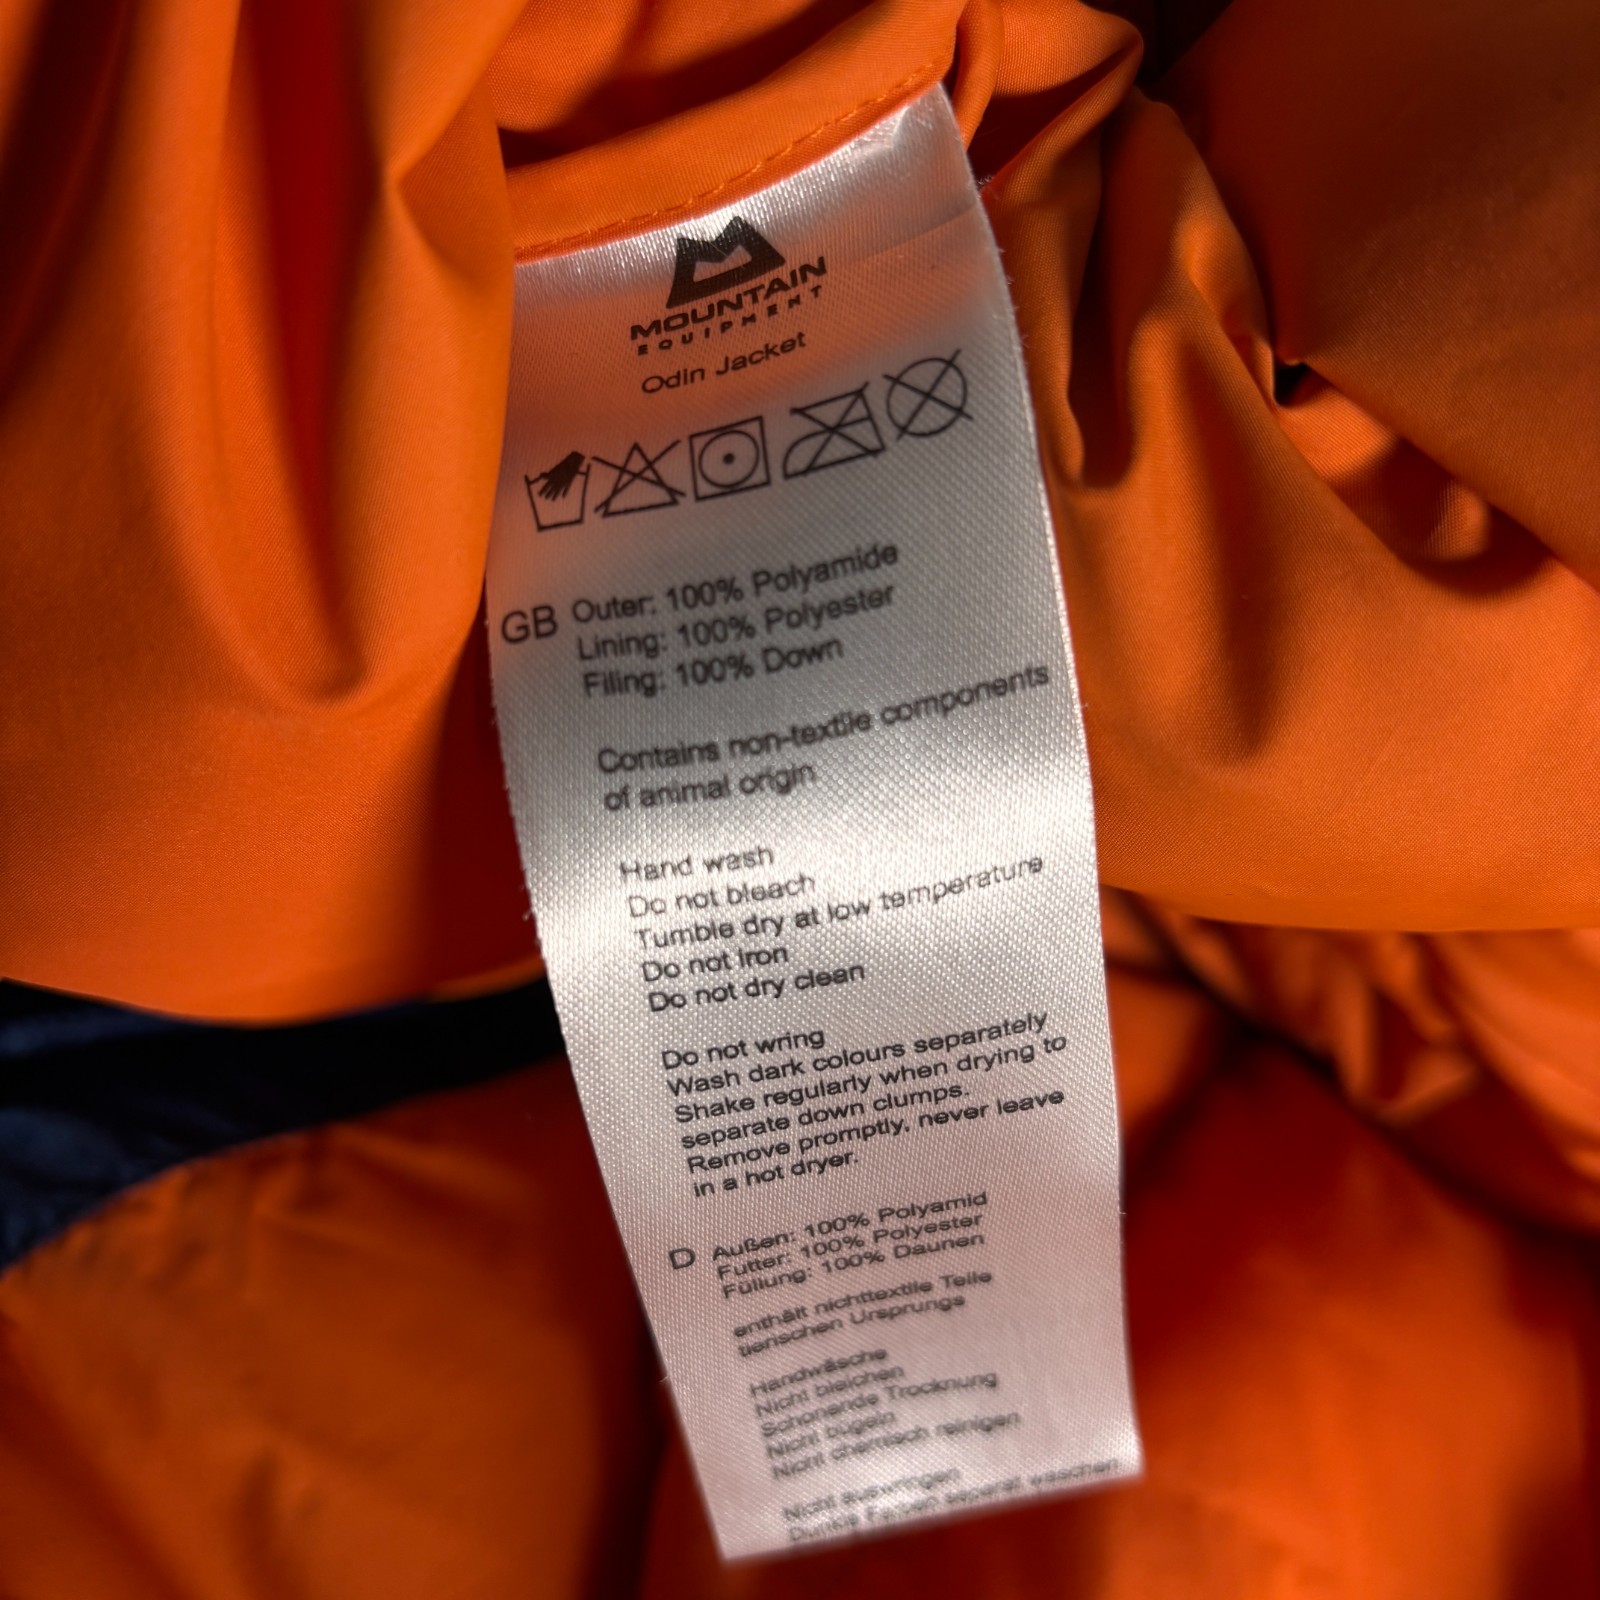 MOUNTAIN
EQUIPMENT
Odin Jacket
GB Outer: 100% Polyamide
Lining: 100% Polyester
Filing: 100% Down
Contains non-textile components
of animal origin
Hand wash
Do not bleach
Tumble dry at low temperature
Do not iron
Do not dry clean
Do not wring
Wash dark colours separately
Shake regularly when drying to
separate down clumps.
Remove promptly, never leave
in a hot dryer.
D Außen: 100% Polyamid
Futter: 100% Polyester
Füllung: 100% Daunen
enthält nichttextile Teile
tierischen Ursprungs
Handwäsche
Nicht bleichen
Schonende Trocknung
Nicht bügeln
Nicht chemisch reinigen
Nicht auswringen
Dunkle Farben separat waschen